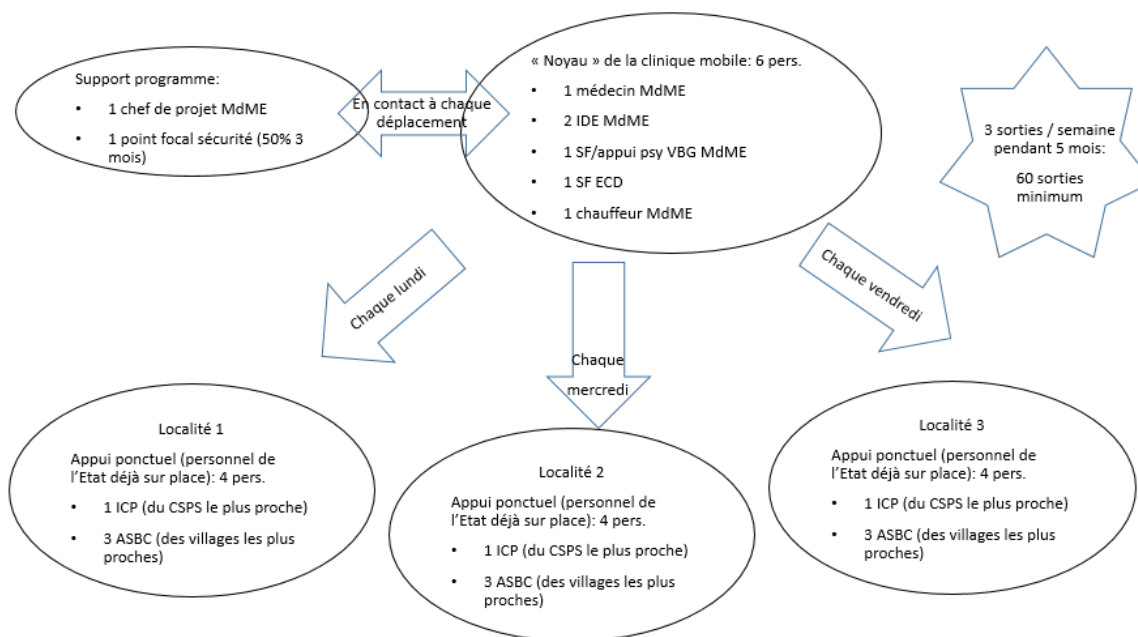 Support programme:
• 1 chef de projet MdME
• 1 point focal sécurité (50% 3
mois)
En contact à chaque
déplacement
« Noyau » de la clinique mobile: 6 pers.
• 1 médecin MdME
• 2 IDE MdME
• 1 SF/appui psy VBG MdME
• 1 SF ECD
• 1 chauffeur MdME
3 sorties / semaine
pendant 5 mois:
60 sorties
minimum
Chaque lundi
Chaque
mercredi
Chaque vendredi
Localité 1
Appui ponctuel (personnel de
l’Etat déjà sur place): 4 pers.
• 1 ICP (du CSPS le plus proche)
• 3 ASBC (des villages les plus
proches)
Localité 2
Appui ponctuel (personnel de
l’Etat déjà sur place): 4 pers.
• 1 ICP (du CSPS le plus proche)
• 3 ASBC (des villages les plus
proches)
Localité 3
Appui ponctuel (personnel de
l’Etat déjà sur place): 4 pers.
• 1 ICP (du CSPS le plus proche)
• 3 ASBC (des villages les plus
proches)